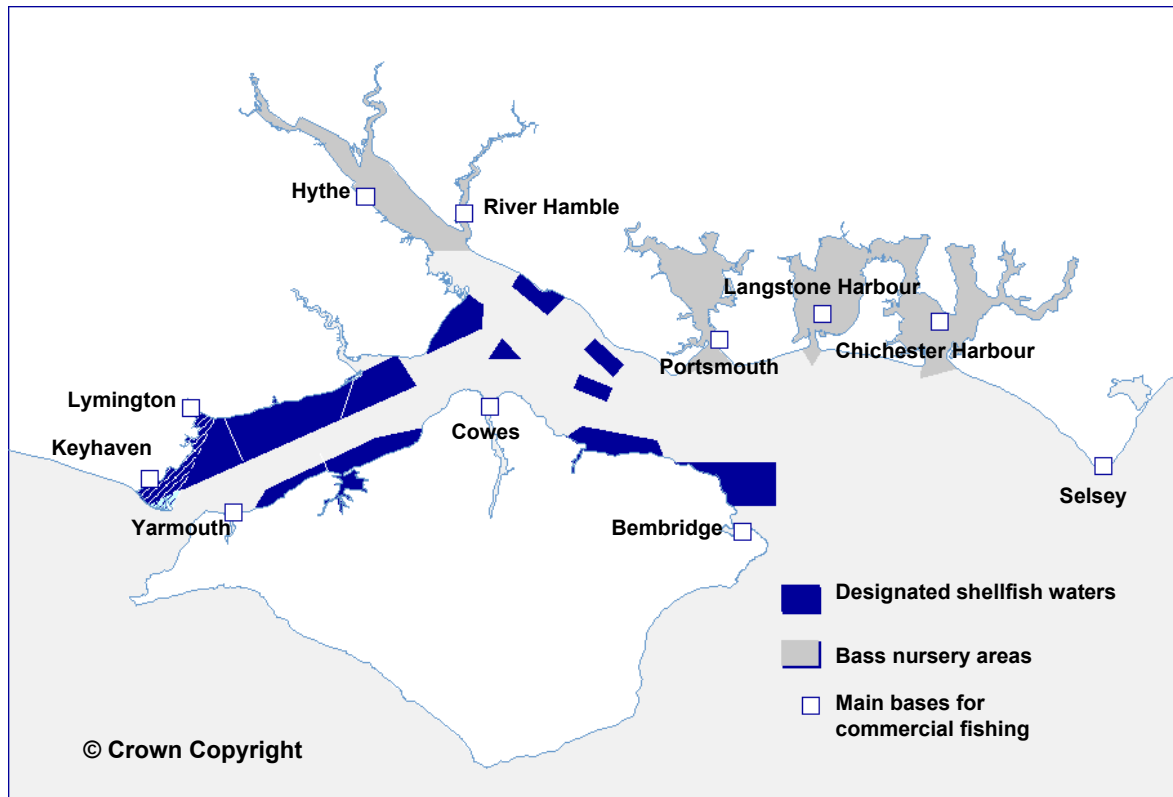 Hythe
River Hamble
Langstone Harbour
Portsmouth
Chichester Harbour
Lymington
Cowes
Keyhaven
Selsey
Yarmouth
Bembridge
Designated shellfish waters
Bass nursery areas
Main bases for
commercial fishing
© Crown Copyright